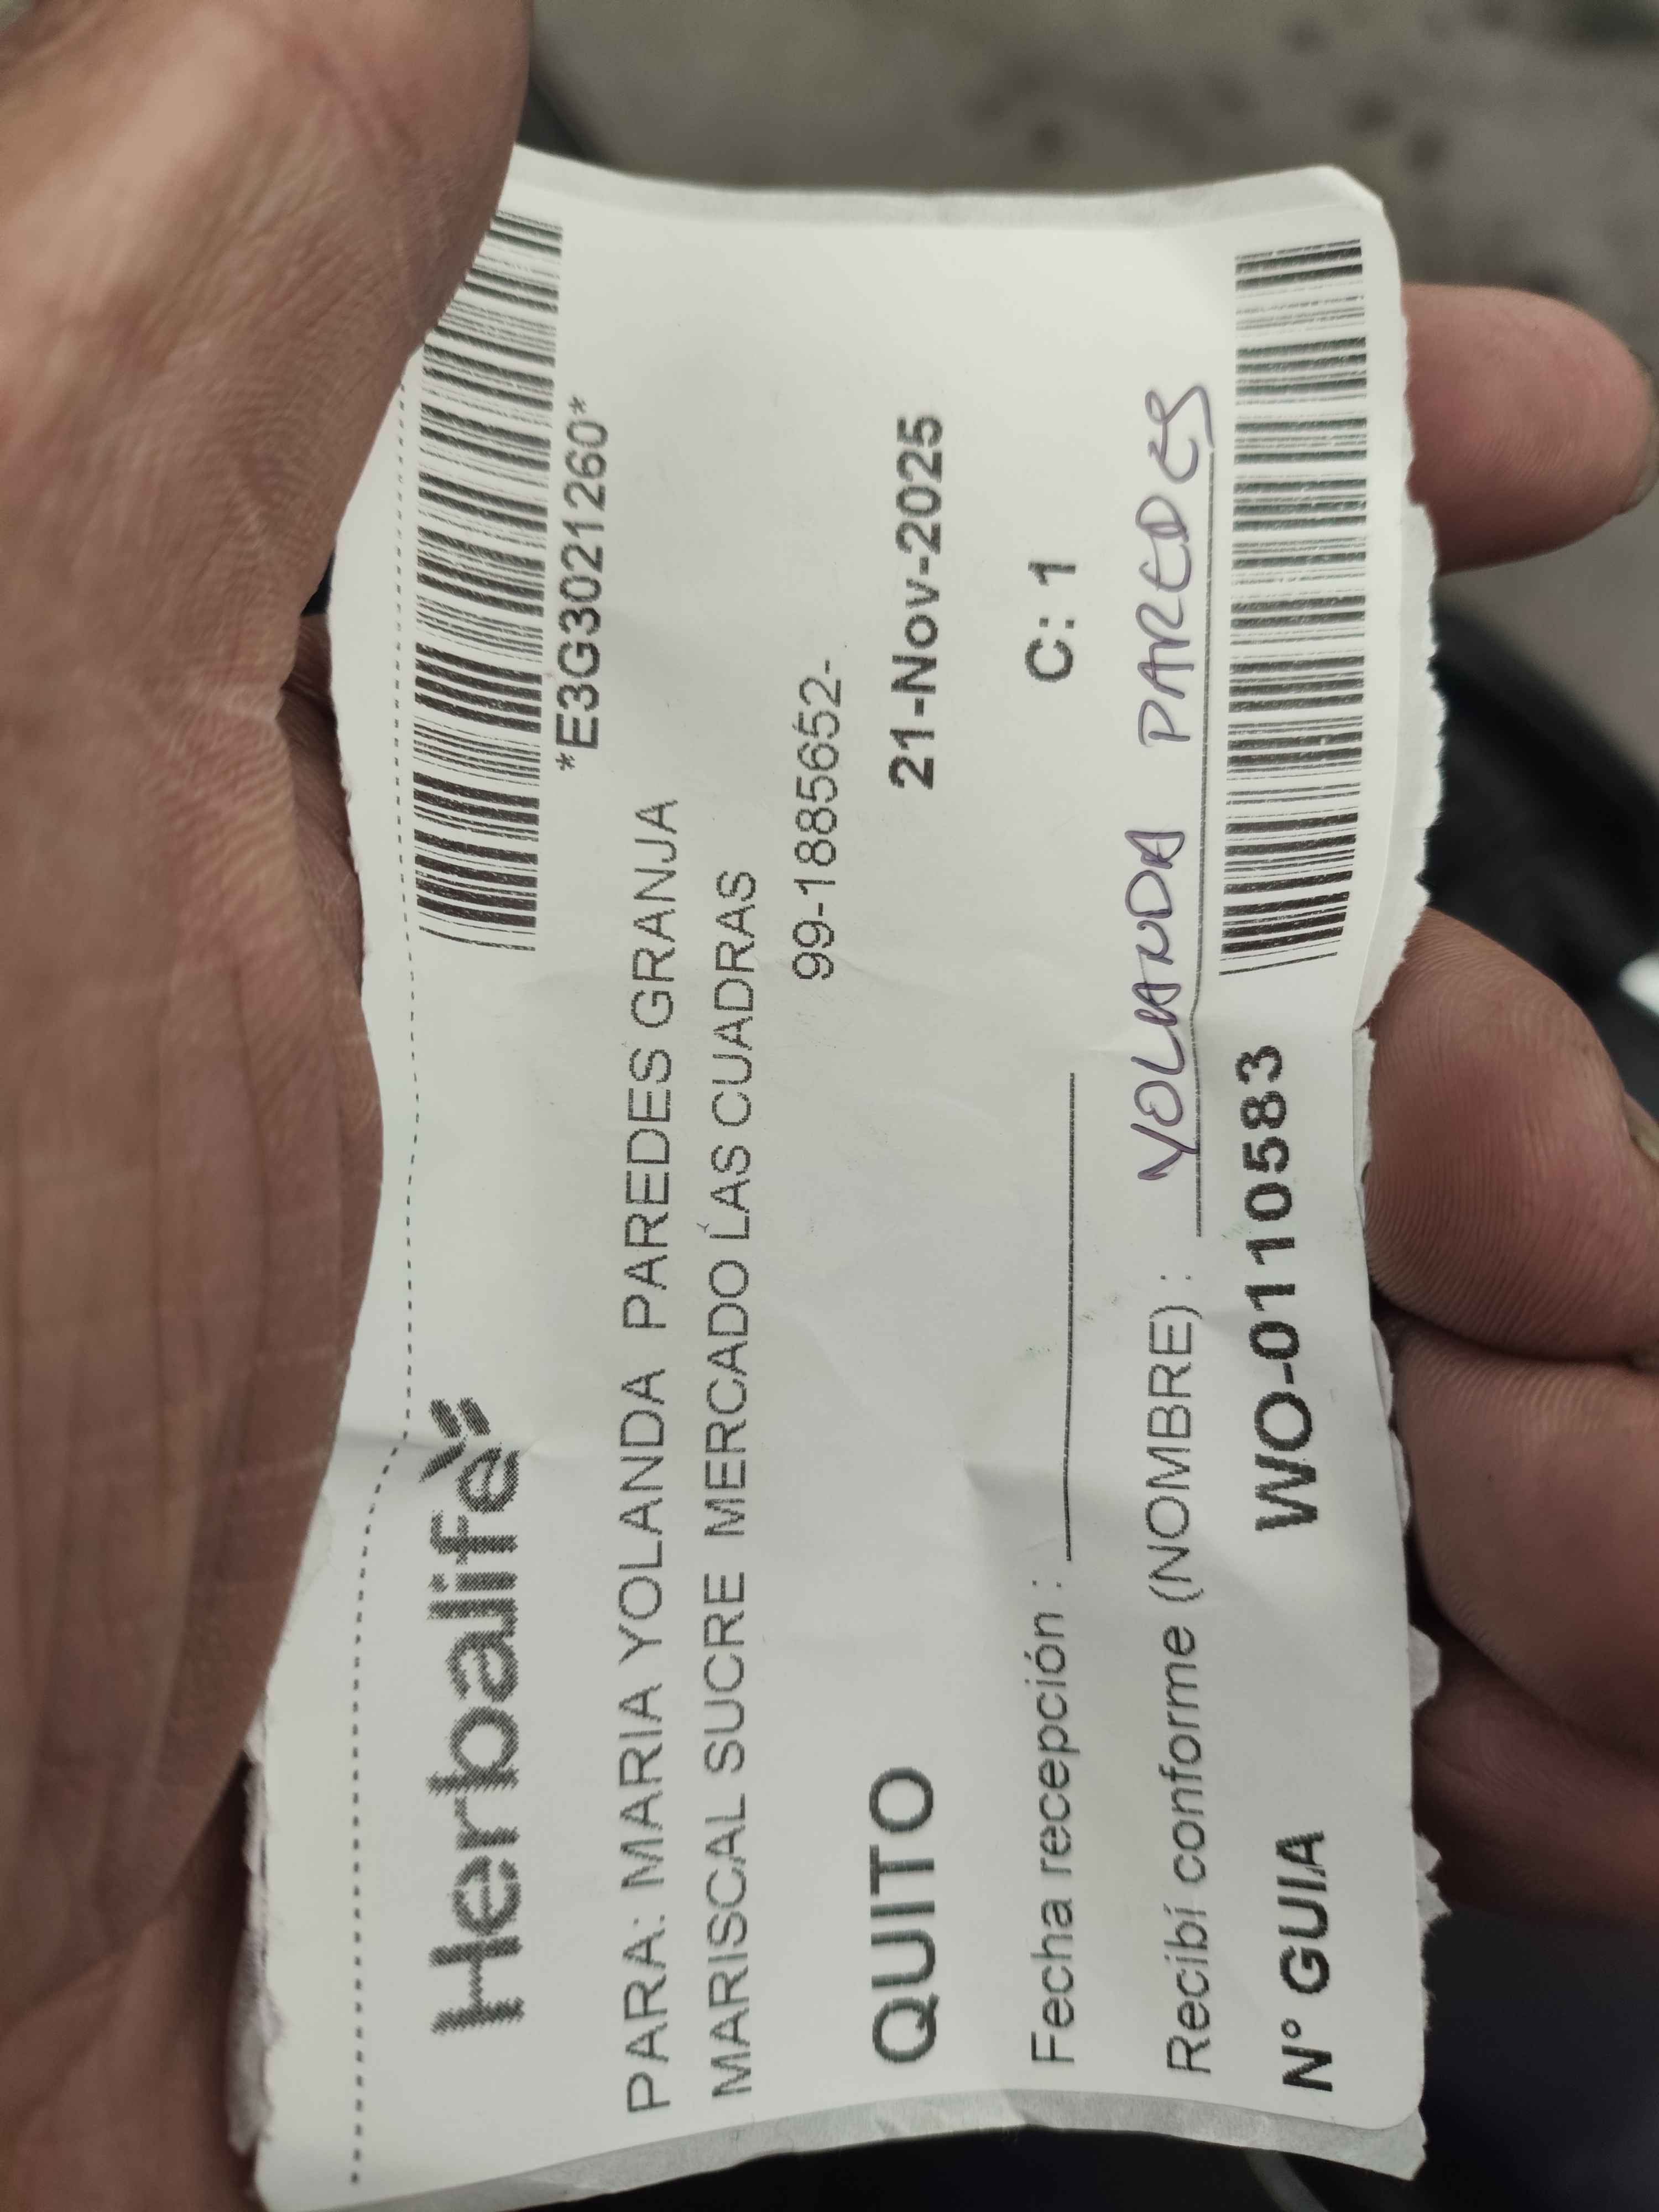 Herbalife
*E3G3021260*
PARA: MARIA YOLANDA PAREDES GRANJA
MARISCAL SUCRE MERCADO LAS CUADRAS
99-1885652-
QUITO 21-Nov-2025
Fecha recepción : C: 1
Recibí conforme (NOMBRE) : YOLANDA PAREDES
N° GUIA WO-0110583